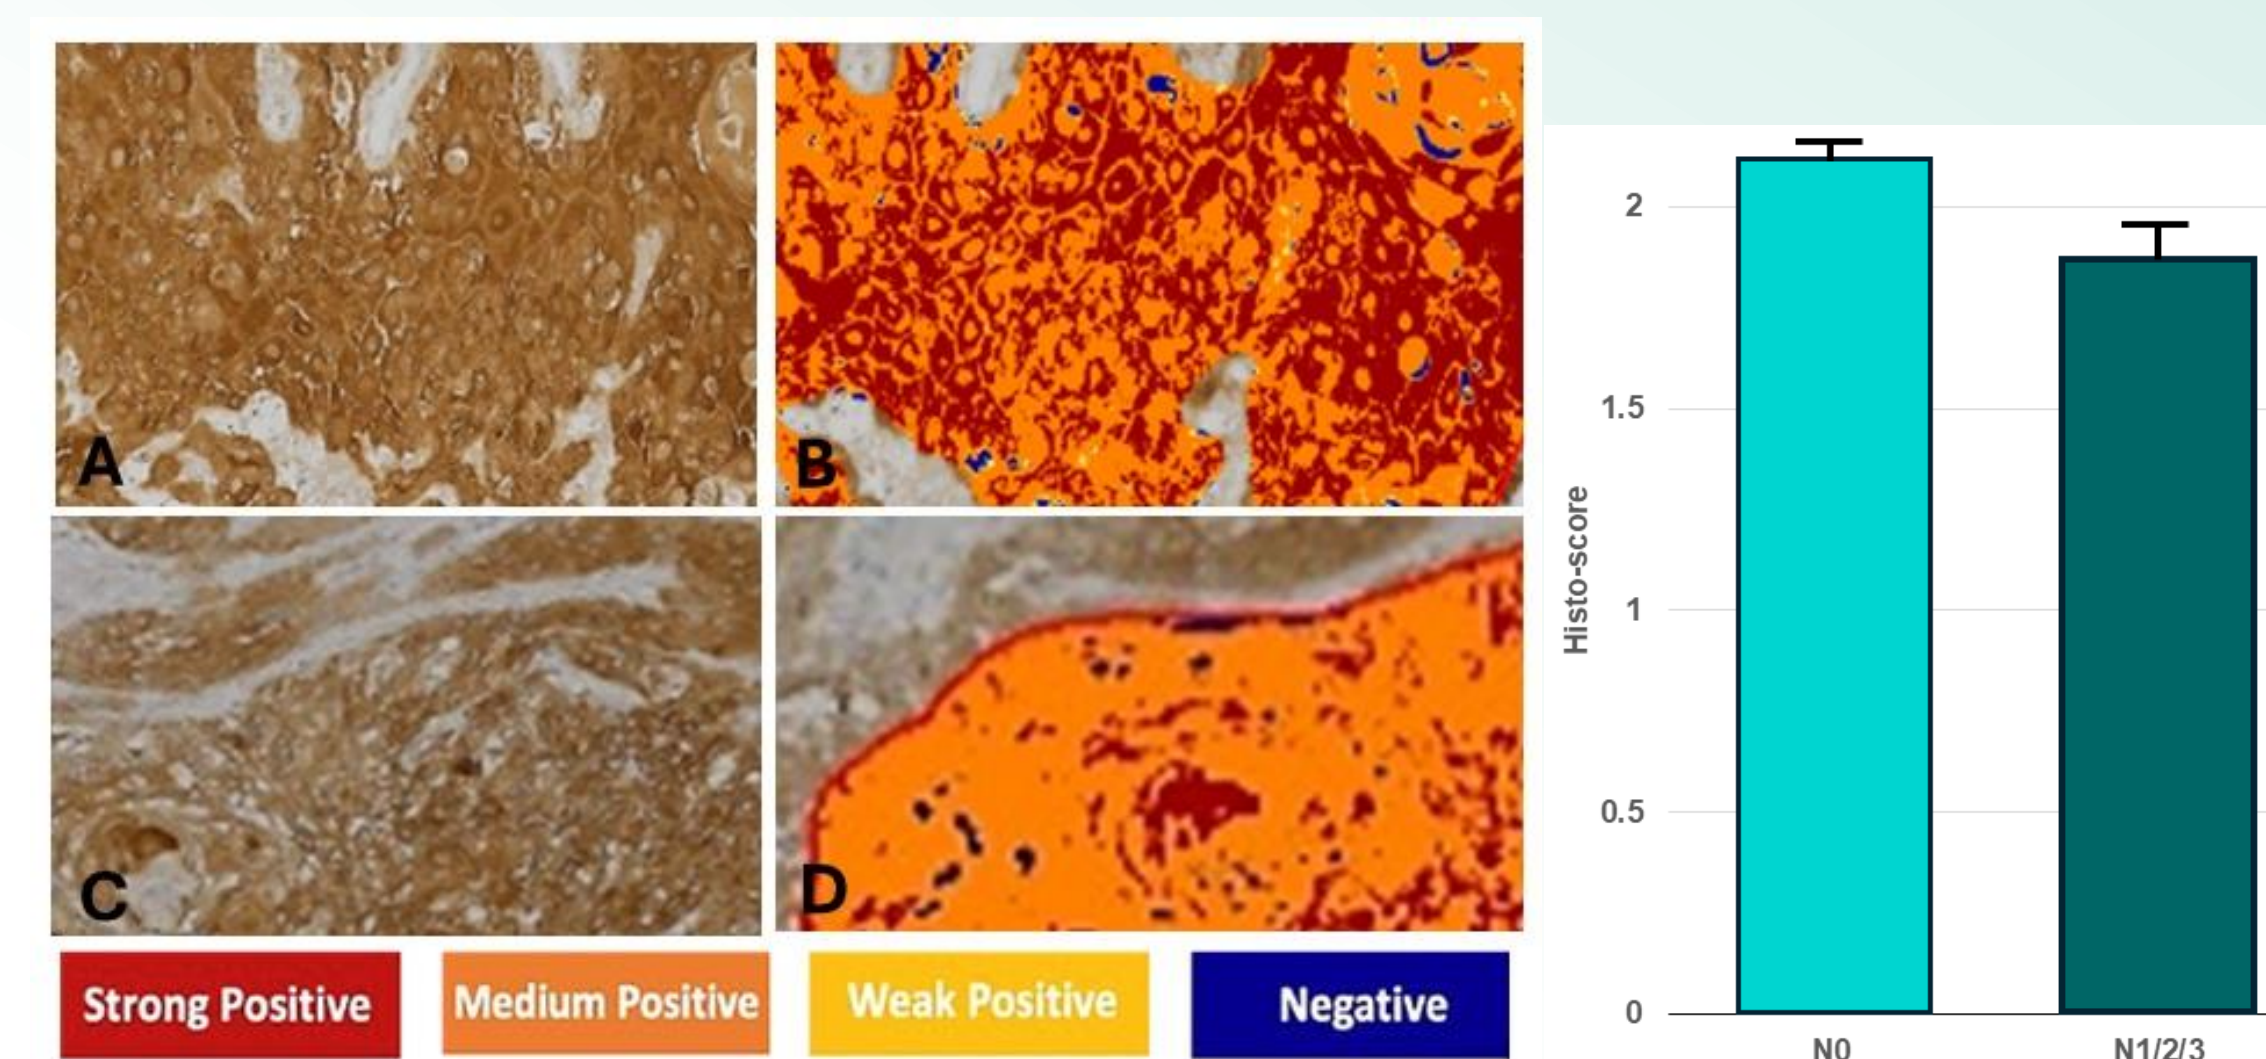 A
B
C
D
Strong Positive
Medium Positive
Weak Positive
Negative
Histo-score
2
1.5
1
0.5
0
N0
N1/2/3